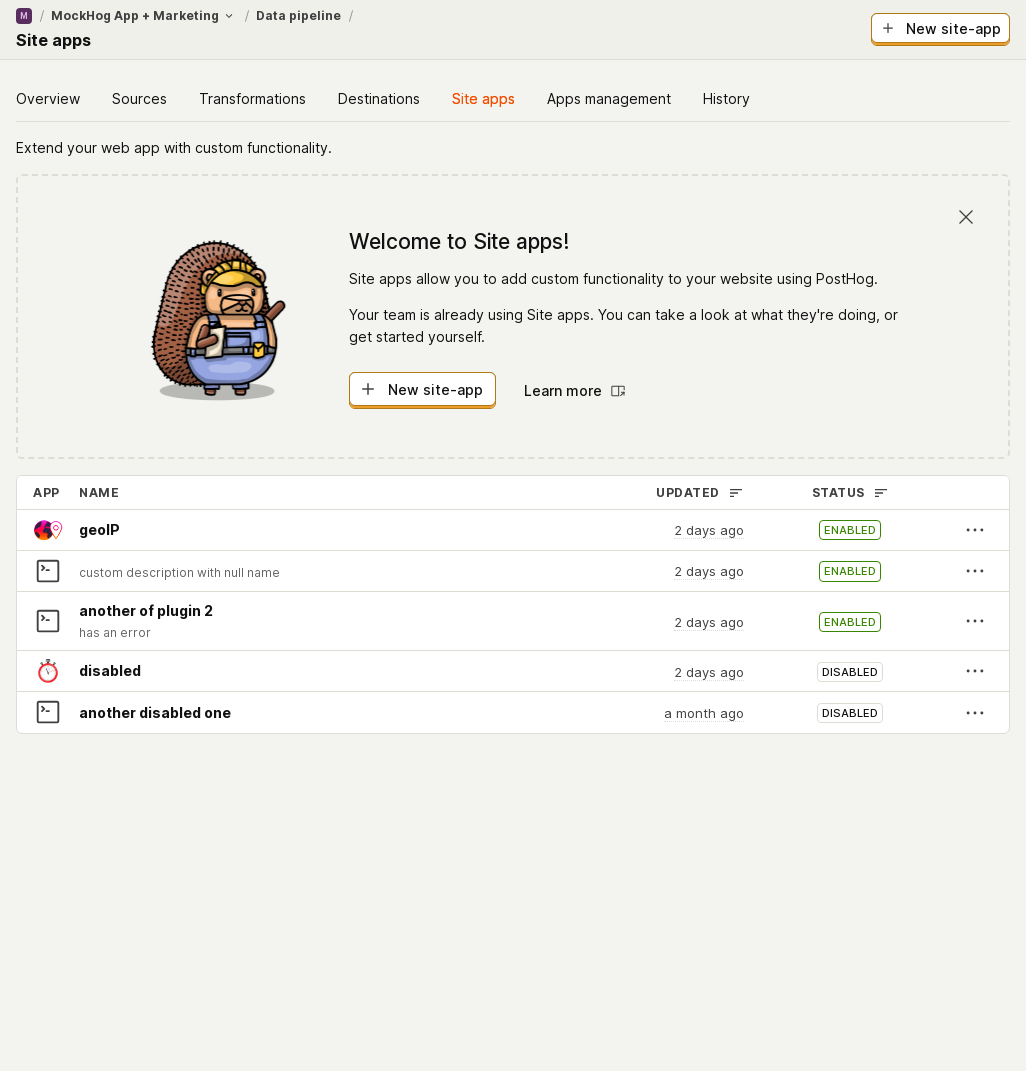 M / MockHog App + Marketing / Data pipeline /
Site apps
New site-app
Overview Sources Transformations Destinations Site apps Apps management History
Extend your web app with custom functionality.
Welcome to Site apps!
Site apps allow you to add custom functionality to your website using PostHog.
Your team is already using Site apps. You can take a look at what they're doing, or
get started yourself.
New site-app Learn more
APP NAME UPDATED STATUS
geoIP 2 days ago ENABLED
custom description with null name 2 days ago ENABLED
another of plugin 2
has an error 2 days ago ENABLED
disabled 2 days ago DISABLED
another disabled one a month ago DISABLED